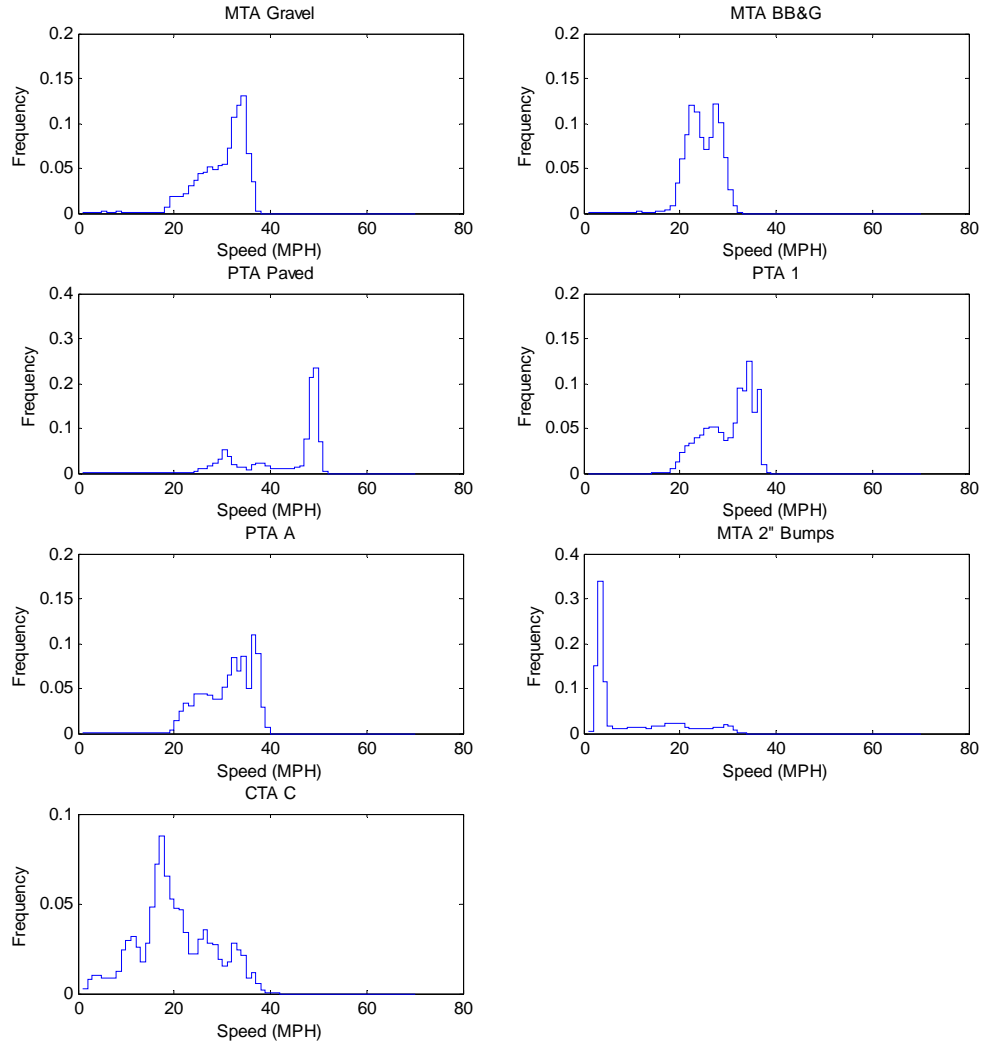 MTA Gravel
0.2
0.15
0.1
0.05
0
Frequency
0 20 40 60 80
Speed (MPH)
MTA BB&G
0.2
0.15
0.1
0.05
0
Frequency
0 20 40 60 80
Speed (MPH)
PTA Paved
0.4
0.3
0.2
0.1
0
Frequency
0 20 40 60 80
Speed (MPH)
PTA 1
0.2
0.15
0.1
0.05
0
Frequency
0 20 40 60 80
Speed (MPH)
PTA A
0.2
0.15
0.1
0.05
0
Frequency
0 20 40 60 80
Speed (MPH)
MTA 2" Bumps
0.4
0.3
0.2
0.1
0
Frequency
0 20 40 60 80
Speed (MPH)
CTA C
0.1
0.05
0
Frequency
0 20 40 60 80
Speed (MPH)